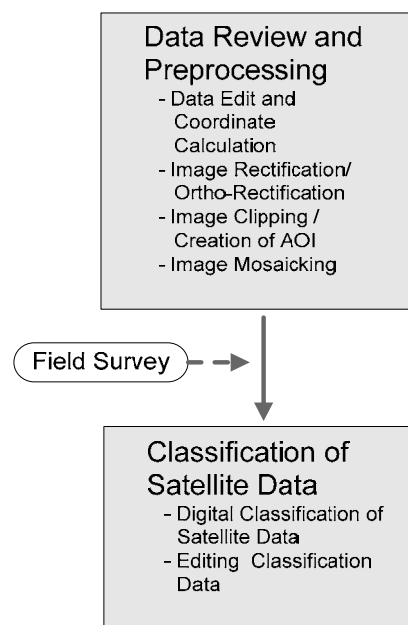 Data Review and
Preprocessing
- Data Edit and
Coordinate
Calculation
- Image Rectification/
Ortho-Rectification
- Image Clipping /
Creation of AOI
- Image Mosaicking
Field Survey
Classification of
Satellite Data
- Digital Classification of
Satellite Data
- Editing Classification
Data